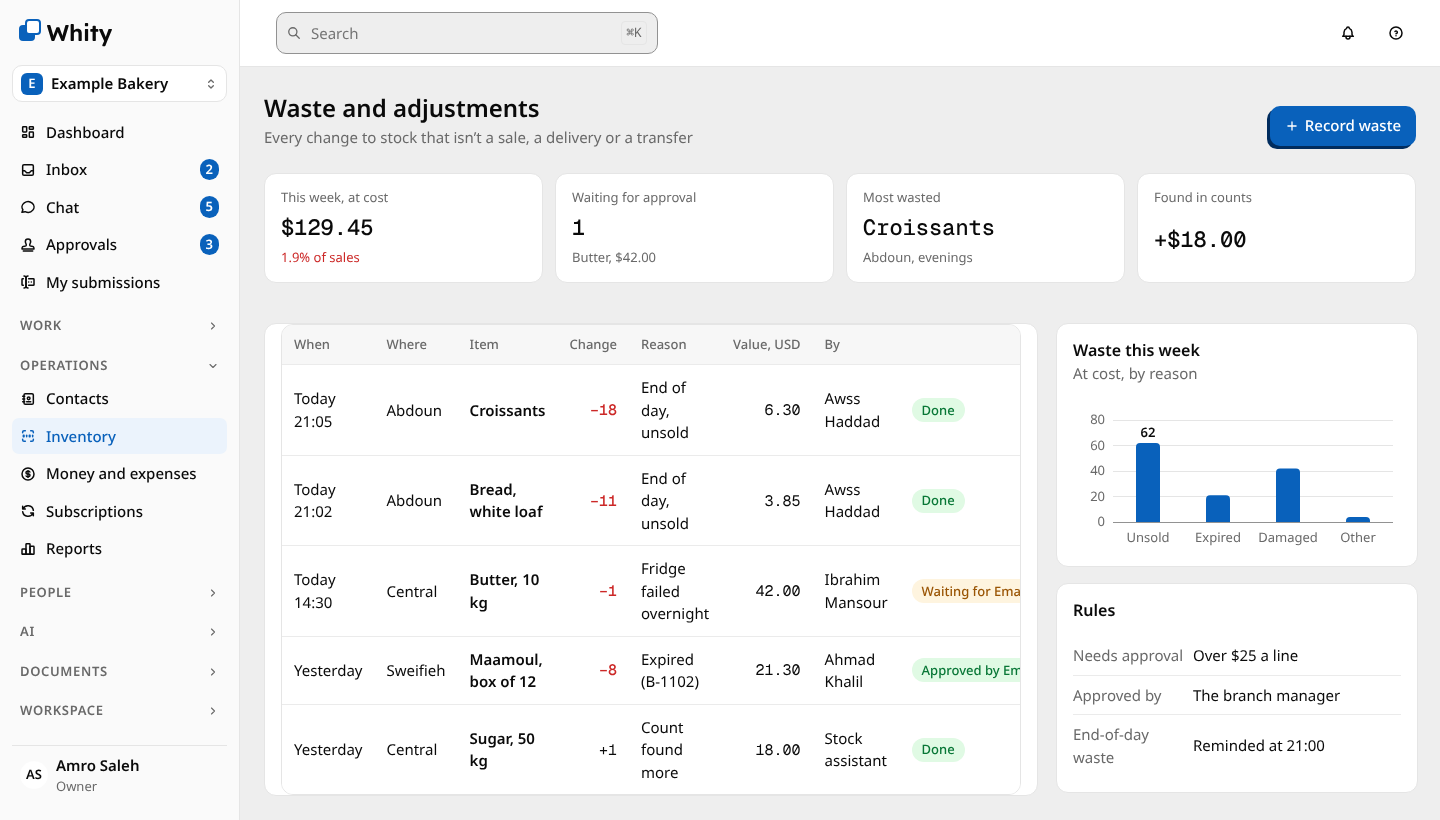 Whity
Search
⌘K
E Example Bakery
Dashboard
Inbox 2
Chat 5
Approvals 3
My submissions
WORK
OPERATIONS
Contacts
Inventory
Money and expenses
Subscriptions
Reports
PEOPLE
AI
DOCUMENTS
WORKSPACE
AS
Amro Saleh
Owner
Waste and adjustments
Every change to stock that isn’t a sale, a delivery or a transfer
+ Record waste
This week, at cost
$129.45
1.9% of sales
Waiting for approval
1
Butter, $42.00
Most wasted
Croissants
Abdoun, evenings
Found in counts
+$18.00
When Where Item Change Reason Value, USD By
Today
21:05
Abdoun
Croissants
−18
End of
day,
unsold
6.30
Awss
Haddad
Done
Today
21:02
Abdoun
Bread,
white loaf
−11
End of
day,
unsold
3.85
Awss
Haddad
Done
Today
14:30
Central
Butter, 10
kg
−1
Fridge
failed
overnight
42.00
Ibrahim
Mansour
Waiting for Ema
Yesterday
Sweifieh
Maamoul,
box of 12
−8
Expired
(B-1102)
21.30
Ahmad
Khalil
Approved by Em
Yesterday
Central
Sugar, 50
kg
+1
Count
found
more
18.00
Stock
assistant
Done
Waste this week
At cost, by reason
80
60
40
20
0
62
Unsold Expired Damaged Other
Rules
Needs approval Over $25 a line
Approved by The branch manager
End-of-day
waste
Reminded at 21:00